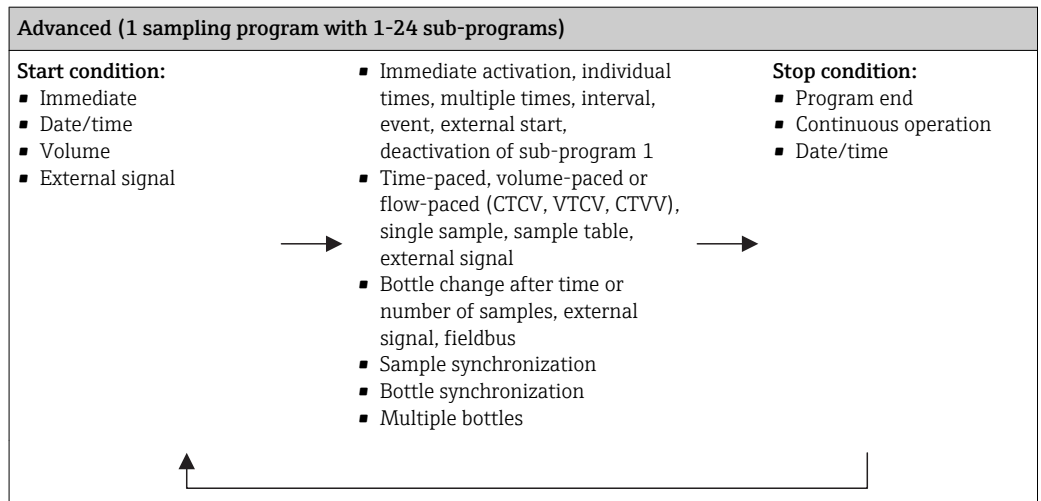 Advanced (1 sampling program with 1-24 sub-programs)
Start condition:
▪ Immediate
▪ Date/time
▪ Volume
▪ External signal
▪ Immediate activation, individual
times, multiple times, interval,
event, external start,
deactivation of sub-program 1
▪ Time-paced, volume-paced or
flow-paced (CTCV, VTCV, CTVV),
single sample, sample table,
external signal
▪ Bottle change after time or
number of samples, external
signal, fieldbus
▪ Sample synchronization
▪ Bottle synchronization
▪ Multiple bottles
Stop condition:
▪ Program end
▪ Continuous operation
▪ Date/time